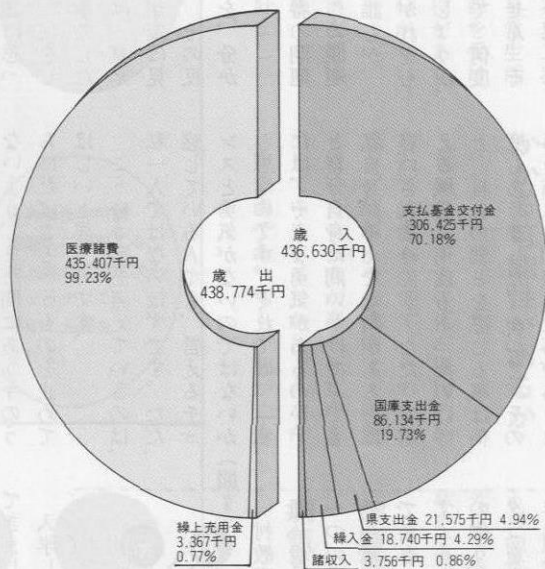 歳入
436,630千円
支払基金交付金
306,425千円
70.18%
国庫支出金
86,134千円
19.73%
県支出金 21,575千円 4.94%
繰入金 18,740千円 4.29%
諸収入 3,756千円 0.86%
歳出
438,774千円
医療諸費
435,407千円
99.23%
繰上充用金
3,367千円
0.77%